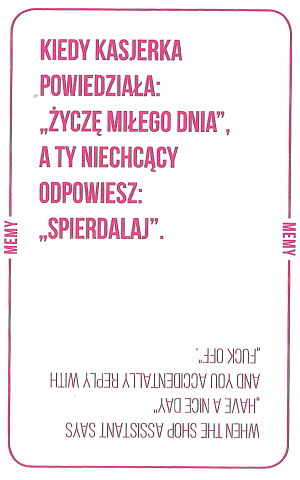 KIEDY KASJERKA
POWIEDZIAŁA:
„ŻYCZĘ MIŁEGO DNIA”,
A TY NIECHCĄCY
ODPOWIESZ:
„SPIERDALAJ”.
MEMY
MEMY
WHEN THE SHOP ASSISTANT SAYS
„HAVE A NICE DAY”
AND YOU ACCIDENTALLY REPLY WITH
„FUCK OFF”.